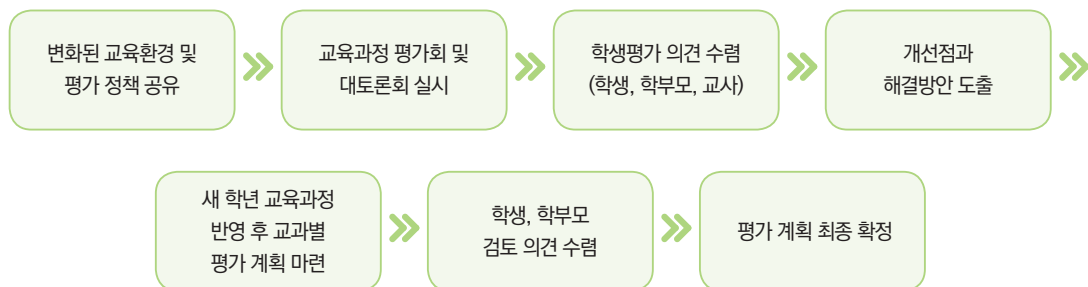 변화된 교육환경 및
평가 정책 공유
교육과정 평가회 및
대토론회 실시
학생평가 의견 수렴
(학생, 학부모, 교사)
개선점과
해결방안 도출
새 학년 교육과정
반영 후 교과별
평가 계획 마련
학생, 학부모
검토 의견 수렴
평가 계획 최종 확정